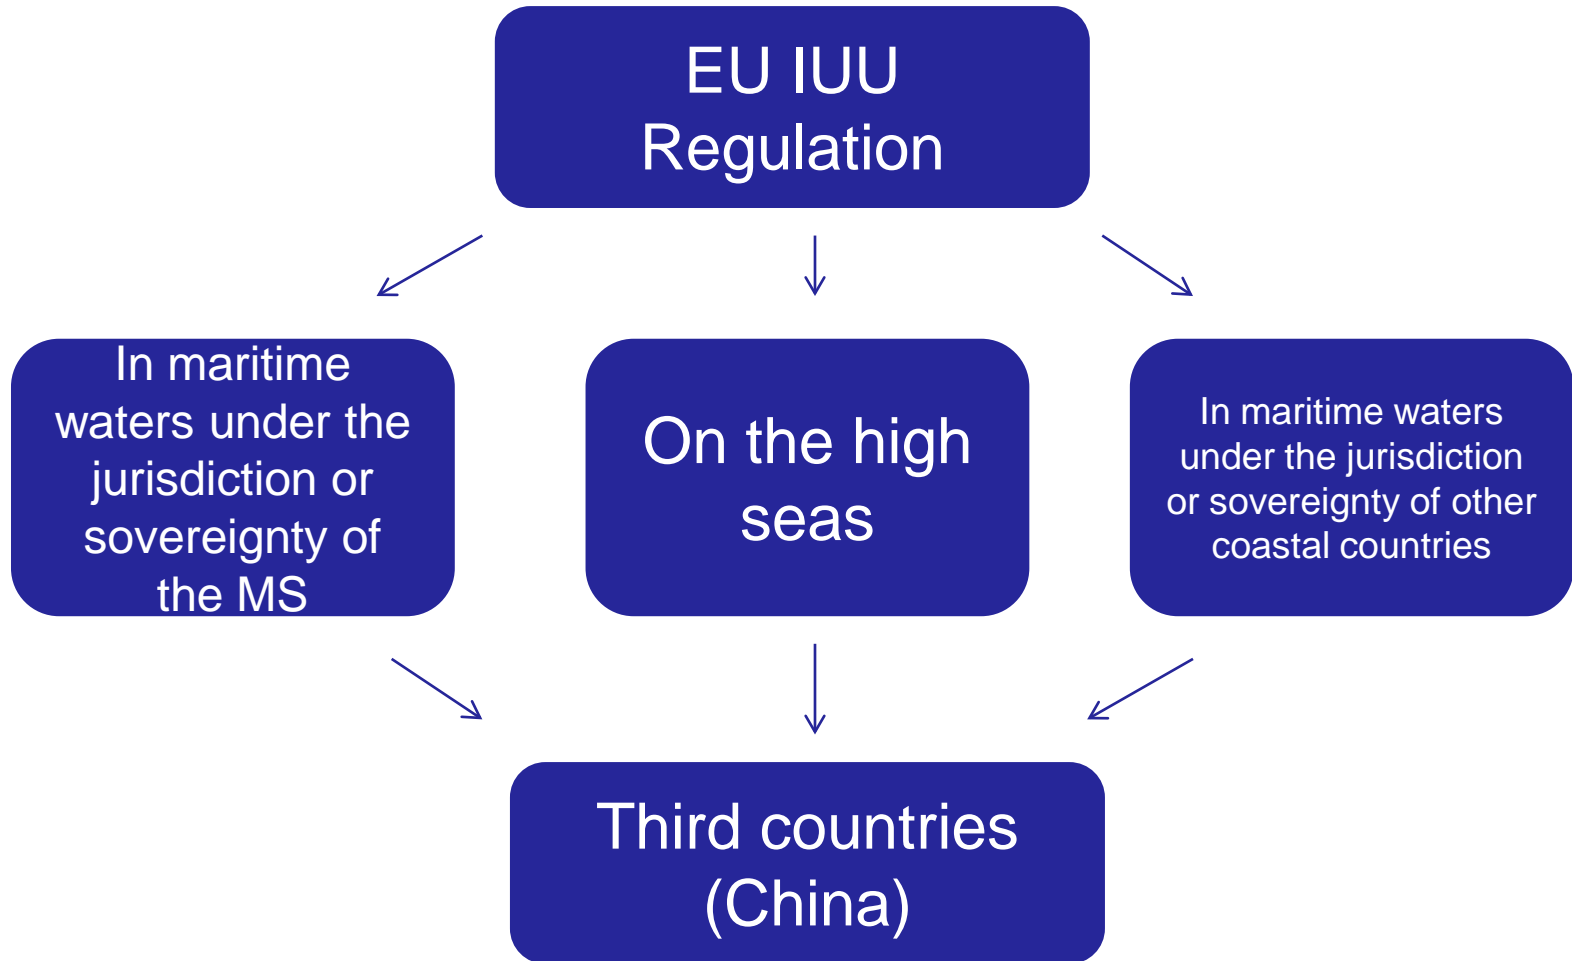 EU IUU
Regulation
In maritime
waters under the
jurisdiction or
sovereignty of
the MS
On the high
seas
In maritime waters
under the jurisdiction
or sovereignty of other
coastal countries
Third countries
(China)